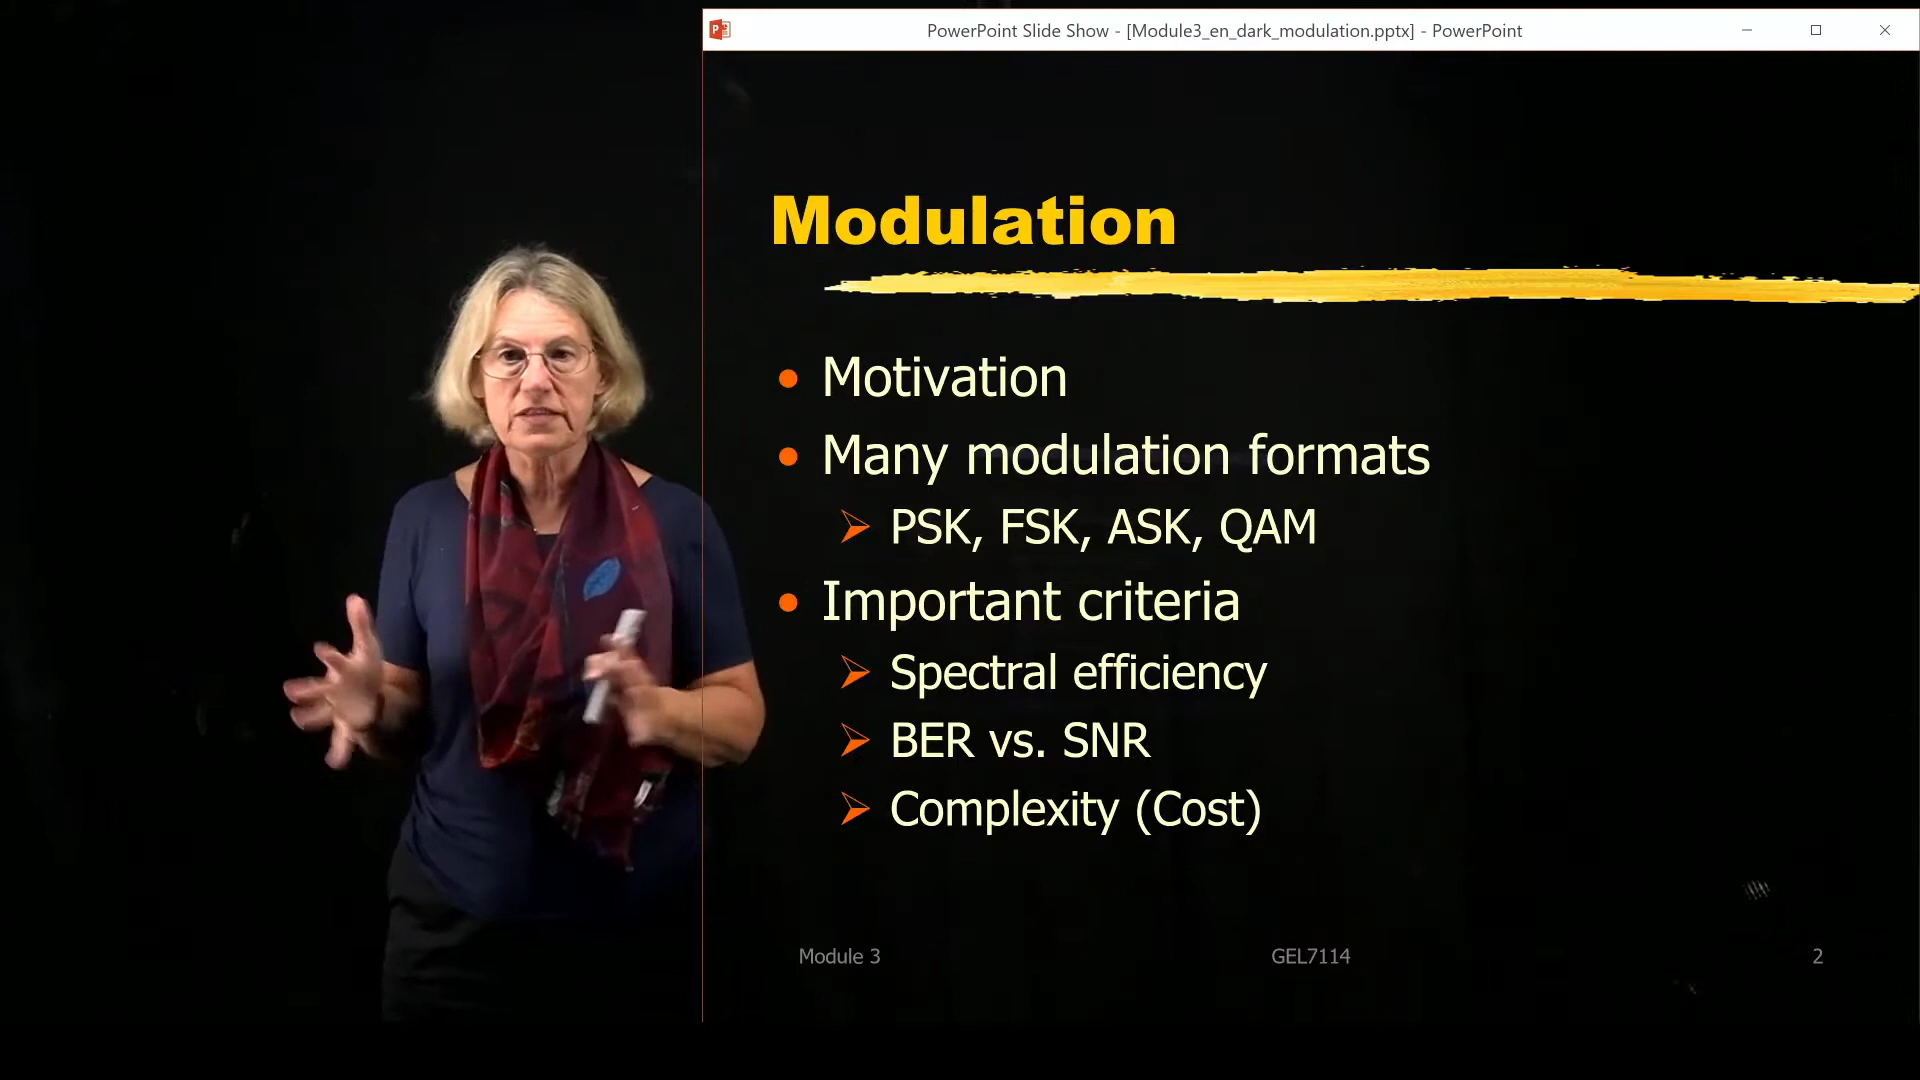 PowerPoint Slide Show - [Module3_en_dark_modulation.pptx] - PowerPoint
Modulation
Motivation
Many modulation formats
PSK, FSK, ASK, QAM
Important criteria
Spectral efficiency
BER vs. SNR
Complexity (Cost)
Module 3 GEL7114 2